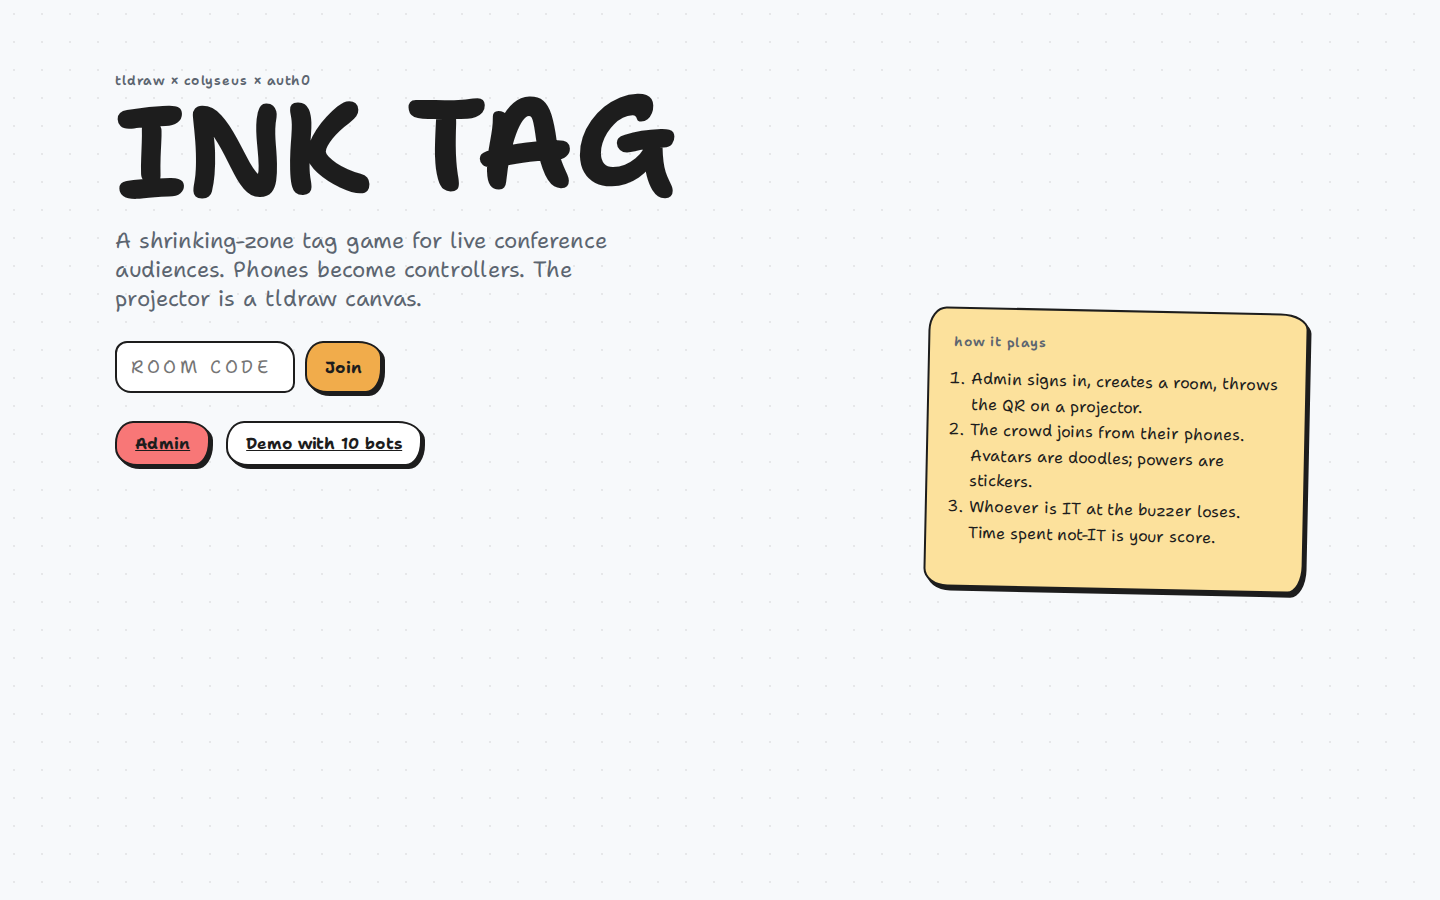 tldraw × colyseus × auth0
INK TAG
A shrinking-zone tag game for live conference
audiences. Phones become controllers. The
projector is a tldraw canvas.
ROOM CODE
Join
Admin
Demo with 10 bots
how it plays
1. Admin signs in, creates a room, throws
the QR on a projector.
2. The crowd joins from their phones.
Avatars are doodles; powers are
stickers.
3. Whoever is IT at the buzzer loses.
Time spent not-IT is your score.